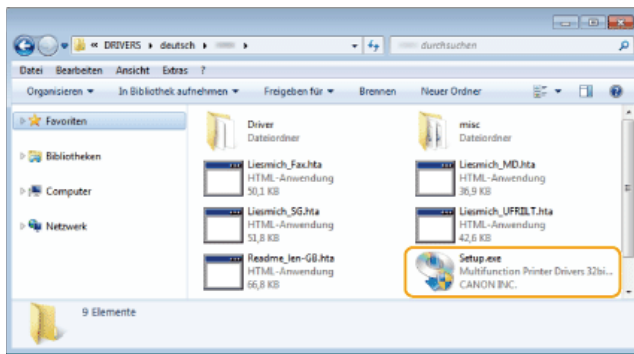 « DRIVERS ▸ deutsch ▸
durchsuchen
Datei Bearbeiten Ansicht Extras ?
Organisieren In Bibliothek aufnehmen Freigeben für Brennen Neuer Ordner
Favoriten
Bibliotheken
Computer
Netzwerk
Driver
Dateiordner
misc
Dateiordner
Liesmich_Fax.hta
HTML-Anwendung
50,1 KB
Liesmich_MD.hta
HTML-Anwendung
36,9 KB
Liesmich_SG.hta
HTML-Anwendung
51,8 KB
Liesmich_UFRILT.hta
HTML-Anwendung
42,6 KB
Readme_len-GB.hta
HTML-Anwendung
66,8 KB
Setup.exe
Multifunction Printer Drivers 32bi...
CANON INC.
9 Elemente